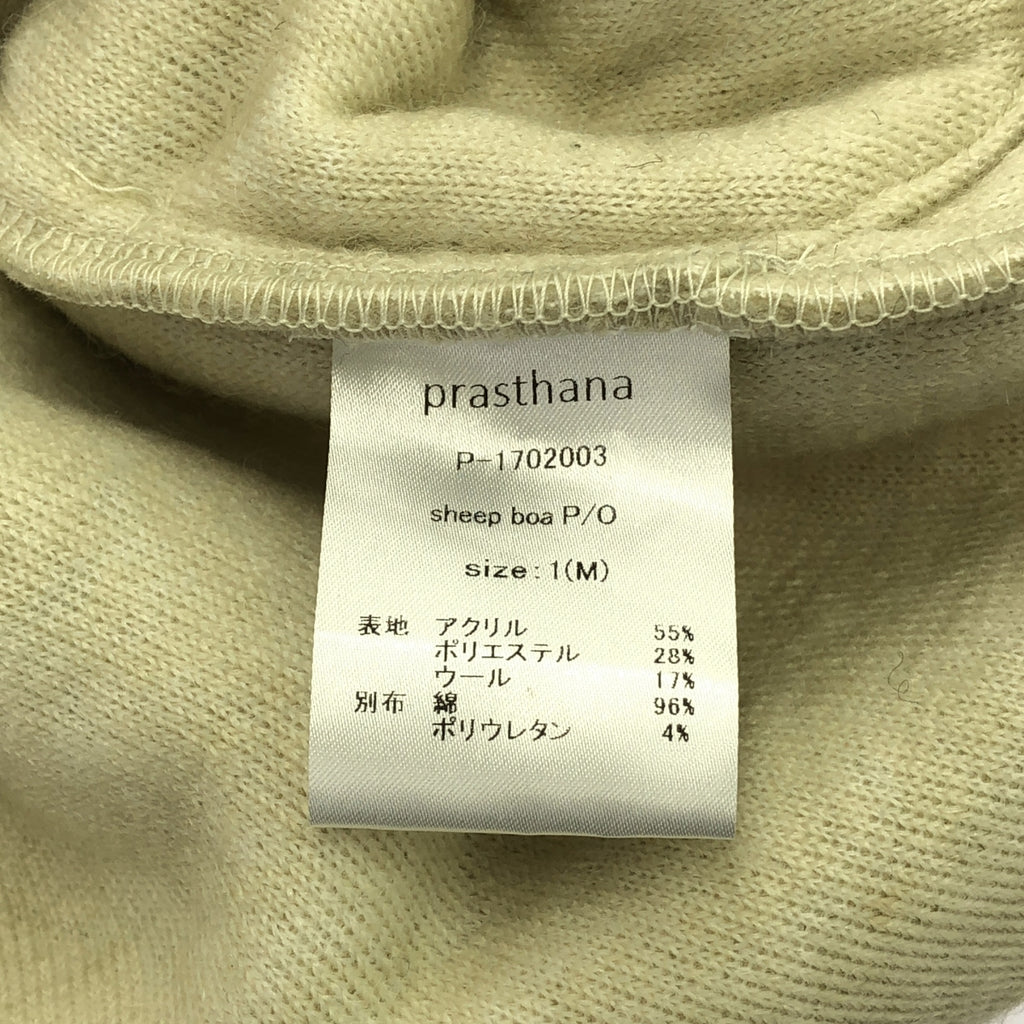 prasthana
P-1702003
sheep boa P/O
size: 1(M)
表地 アクリル 55%
ポリエステル 28%
ウール 17%
別布 綿 96%
ポリウレタン 4%